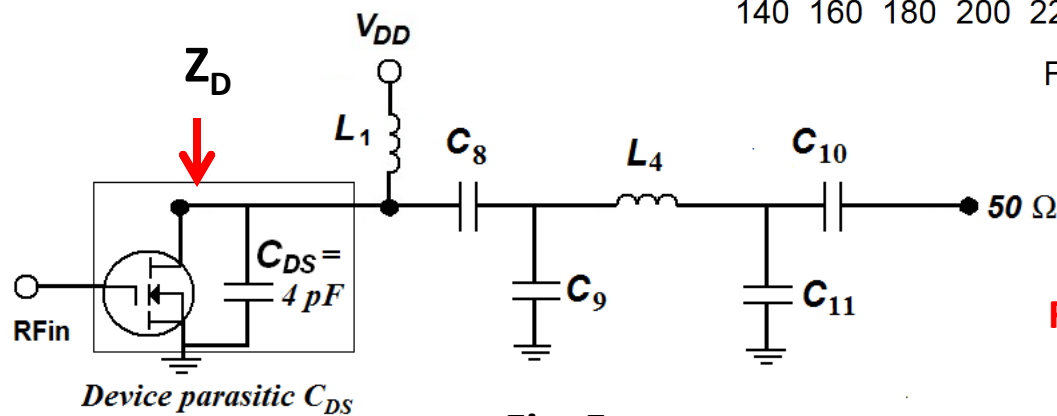 140 160 180 200 22
V_DD
F
Z_D
L_1
C_8
L_4
C_10
50 Ω
C_DS =
4 pF
C_9
C_11
RFin
Device parasitic C_DS